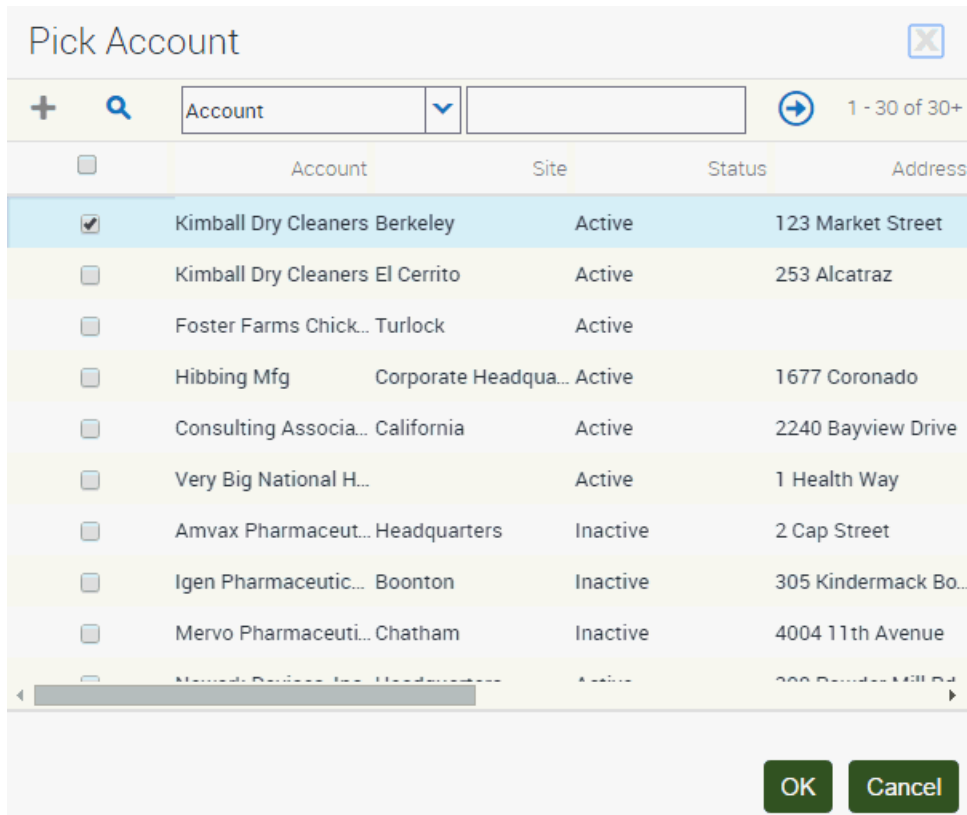 Pick Account X
Account 1 - 30 of 30+
Account Site Status Address
Kimball Dry Cleaners Berkeley Active 123 Market Street
Kimball Dry Cleaners El Cerrito Active 253 Alcatraz
Foster Farms Chick... Turlock Active
Hibbing Mfg Corporate Headqua... Active 1677 Coronado
Consulting Associa... California Active 2240 Bayview Drive
Very Big National H... Active 1 Health Way
Amvax Pharmaceut... Headquarters Inactive 2 Cap Street
Igen Pharmaceutic... Boonton Inactive 305 Kindermack Bo...
Mervo Pharmaceuti... Chatham Inactive 4004 11th Avenue
Headquarters Active
OK Cancel